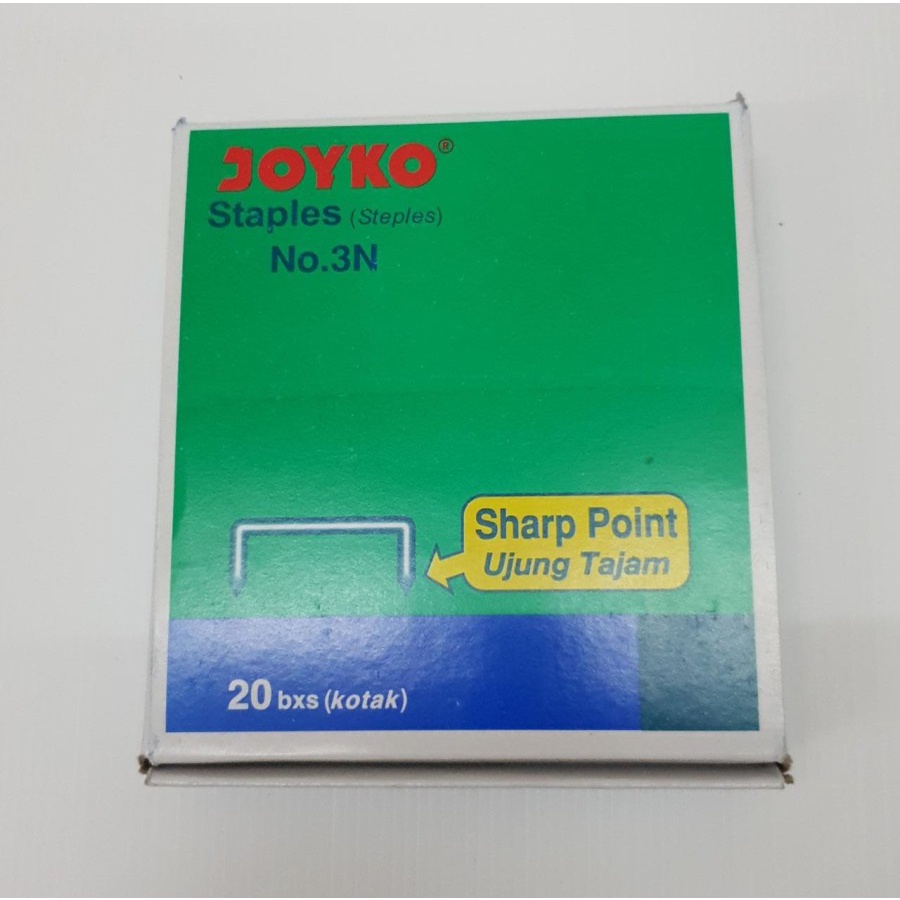 JOYKO®
Staples (Steples)
No.3N
Sharp Point
Ujung Tajam
20 bxs (kotak)